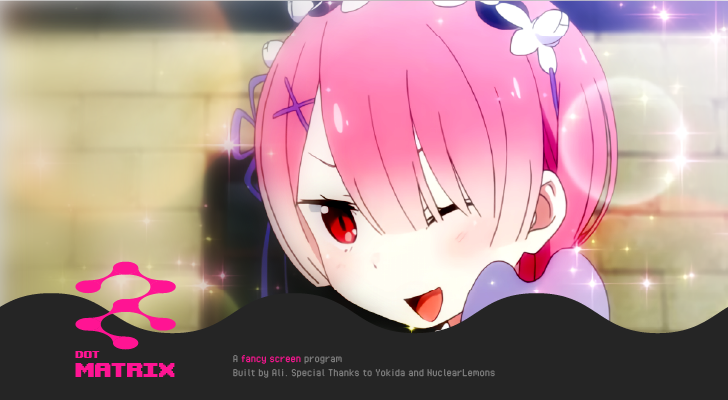 DOT
MATRIX
A fancy screen program
Built by Ali. Special Thanks to Yokida and NuclearLemons